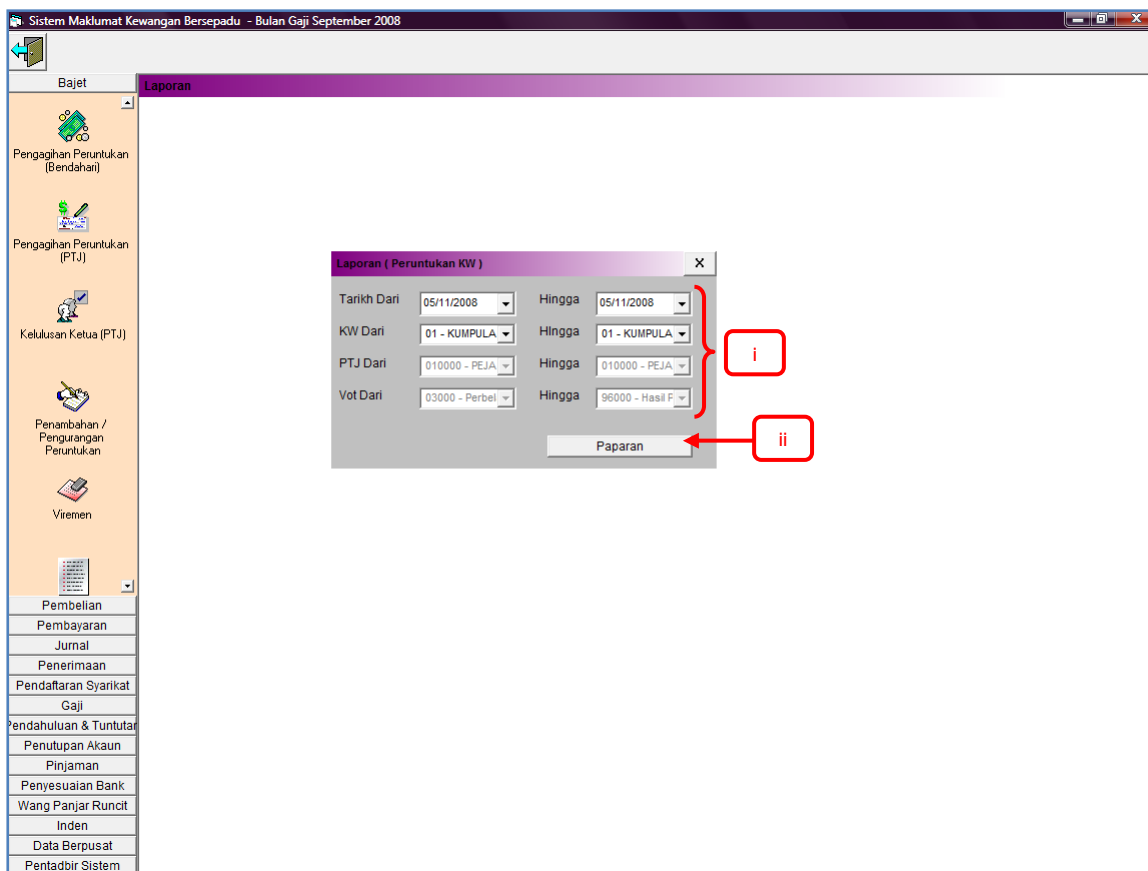 Sistem Maklumat Kewangan Bersepadu - Bulan Gaji September 2008
Bajet
Laporan
Pengagihan Peruntukan
(Bendahari)
Pengagihan Peruntukan
(PTJ)
Kelulusan Ketua (PTJ)
Penambahan /
Pengurangan
Peruntukan
Viremen
Pembelian
Pembayaran
Jurnal
Penerimaan
Pendaftaran Syarikat
Gaji
Pendahuluan & Tuntutan
Penutupan Akaun
Pinjaman
Penyesuaian Bank
Wang Panjar Runcit
Inden
Data Berpusat
Pentadbir Sistem
Laporan ( Peruntukan KW ) X
Tarikh Dari 05/11/2008 Hingga 05/11/2008
KW Dari 01 - KUMPULA HIngga 01 - KUMPULA
PTJ Dari 010000 - PEJA Hingga 010000 - PEJA
Vot Dari 03000 - Perbel Hingga 96000 - Hasil P
Paparan
i
ii